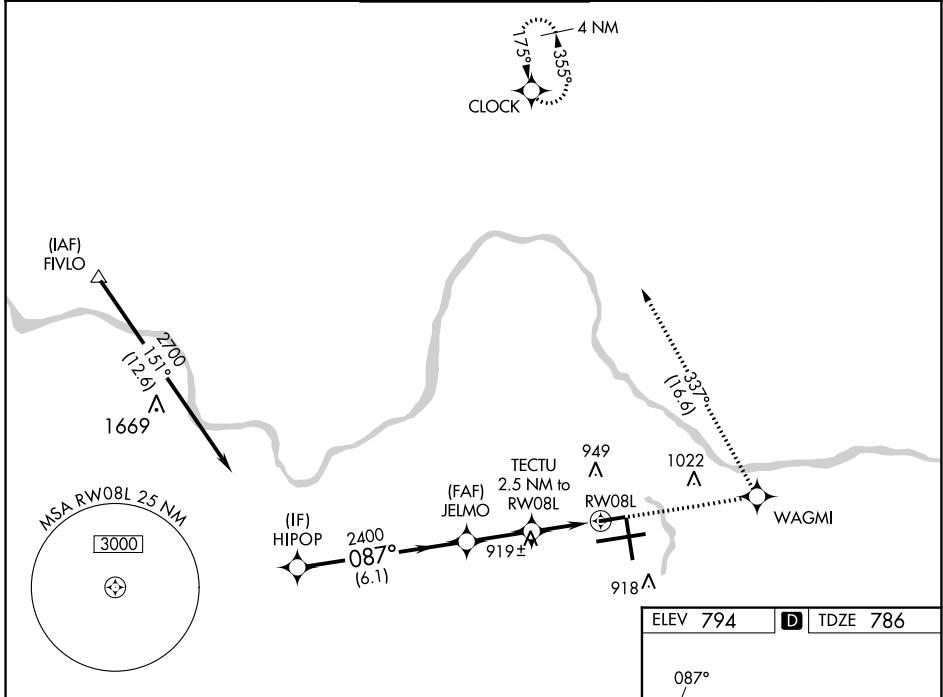 4 NM
175°
355°
CLOCK
(IAF)
FIVLO
2700
151°
(12.6)
1669
337°
(16.6)
949
1022
TECTU
2.5 NM to
RW08L
(FAF)
JELMO
RW08L
WAGMI
MSA RW08L 25 NM
3000
(IF)
HIPOP
2400
087°
(6.1)
919±
918
ELEV 794 D TDZE 786
087°